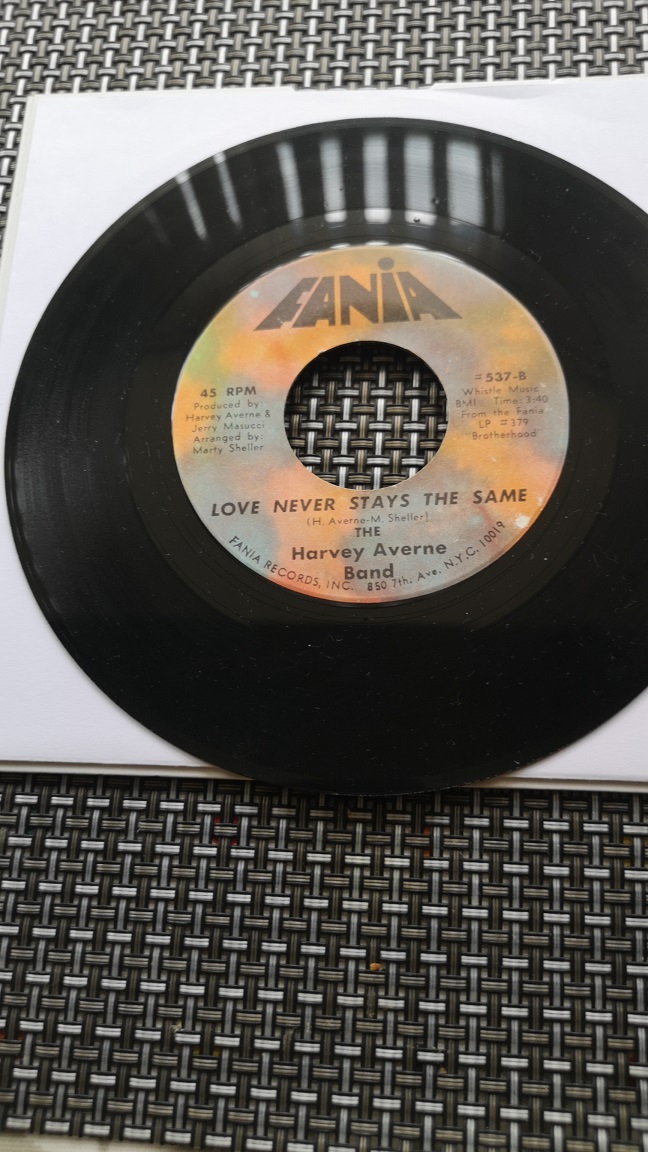 FANIA
45 RPM
Produced by:
Harvey Averne &
Jerry Masucci
Arranged by:
Marty Sheller
#537-B
Whistle Music
BMI Time: 3:40
From the Fania
LP #379
Brotherhood
LOVE NEVER STAYS THE SAME
(H. Averne-M. Sheller)
THE
Harvey Averne
Band
FANIA RECORDS, INC. 850 7th. Ave. N.Y.C. 10019